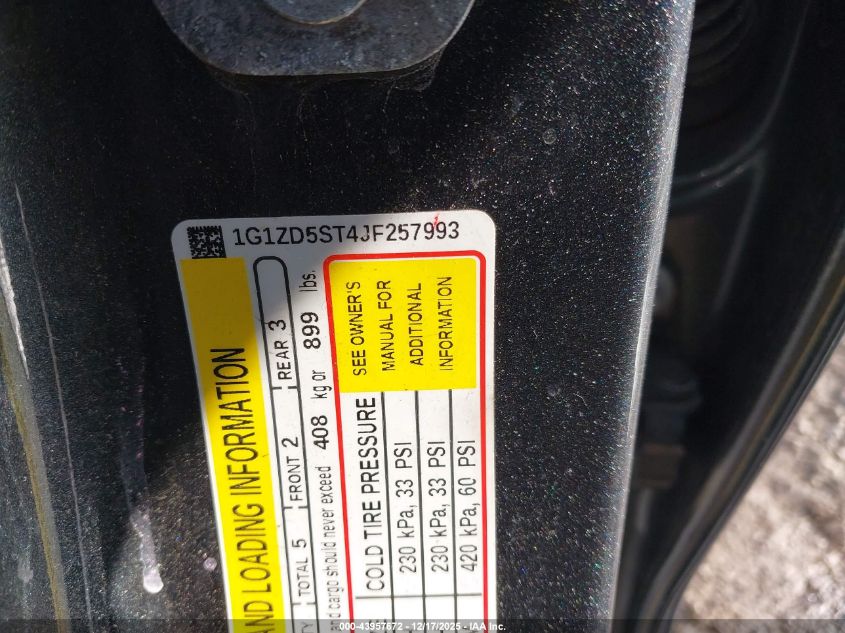 1G1ZD5ST4JF257993
AND LOADING INFORMATION
TY TOTAL 5 FRONT 2 REAR 3
nd cargo should never exceed 408 kg or 899 lbs.
COLD TIRE PRESSURE
230 kPa, 33 PSI
230 kPa, 33 PSI
420 kPa, 60 PSI
SEE OWNER'S
MANUAL FOR
ADDITIONAL
INFORMATION
000-43957672 – 12/17/2025 – IAA, Inc.